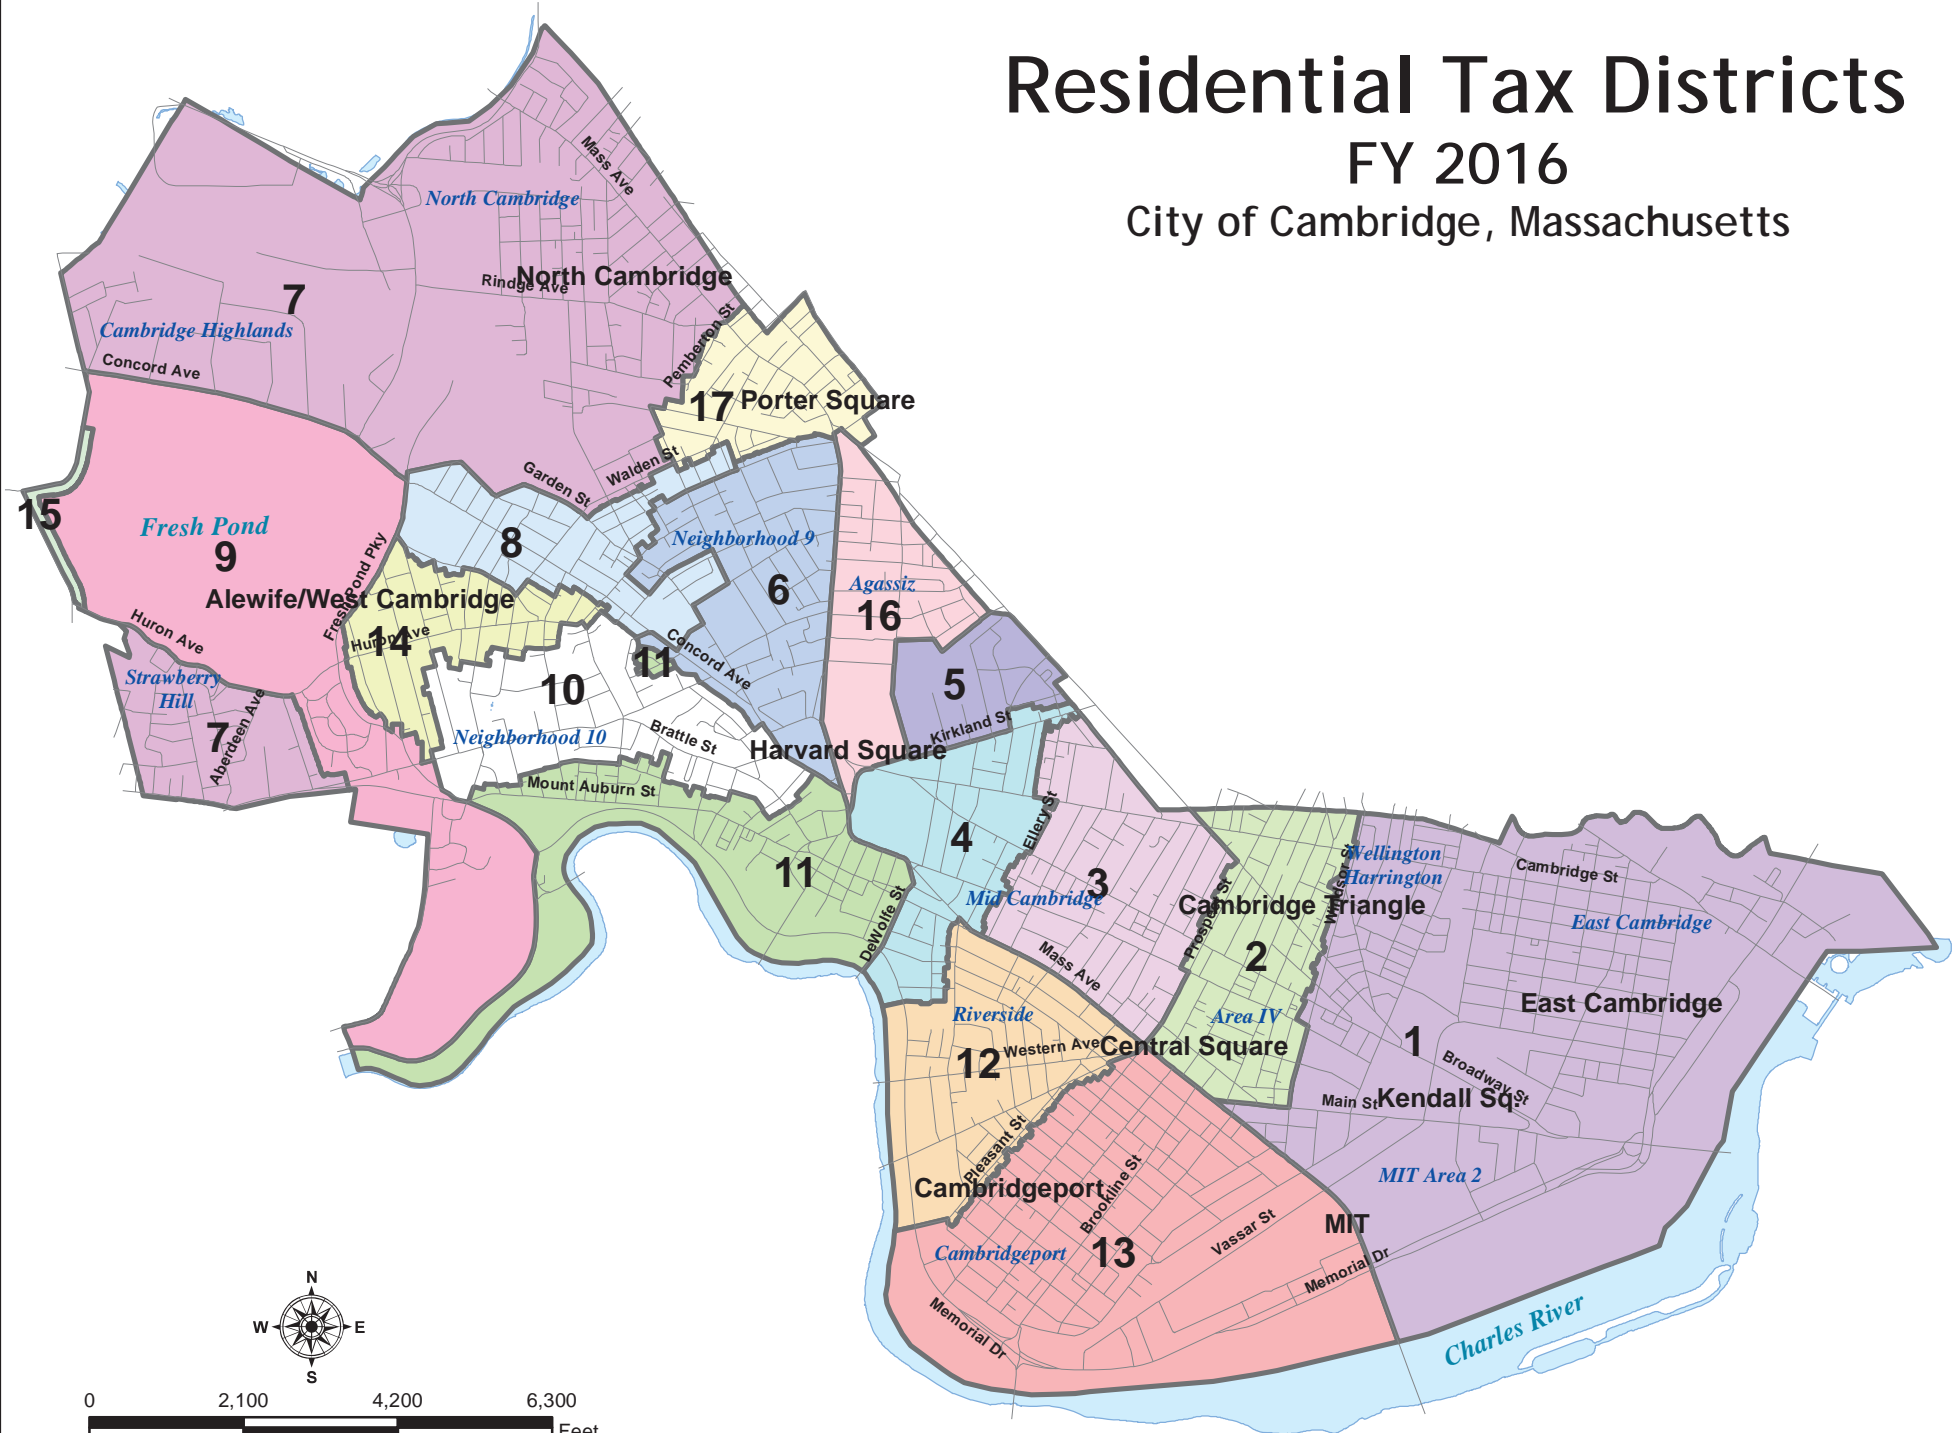 Residential Tax Districts
FY 2016
City of Cambridge, Massachusetts
Mass Ave
North Cambridge
North Cambridge
Rindge Ave
7
Cambridge Highlands
Concord Ave
Pemberton St
17
Porter Square
Walden St
Garden St
15
Fresh Pond
9
8
Neighborhood 9
6
Agassiz
16
Fresh Pond Pky
Alewife/West Cambridge
Huron Ave
14
Huron Ave
11
Concord Ave
5
Kirkland St
Strawberry
Hill
7
Aberdeen Ave
10
Neighborhood 10
Brattle St
Harvard Square
Mount Auburn St
4
Ellery St
11
DeWolfe St
Mid Cambridge
3
Cambridge Triangle
Prospect St
2
Windsor St
Wellington
Harrington
Cambridge St
East Cambridge
East Cambridge
Mass Ave
Riverside
Area IV
12
Western Ave
Central Square
1
Broadway St
Main St
Kendall Sq.
Pleasant St
Cambridgeport
Brookline St
MIT Area 2
MIT
Vassar St
Cambridgeport
13
Memorial Dr
Memorial Dr
Charles River
N
W
E
S
0
2,100
4,200
6,300
Feet